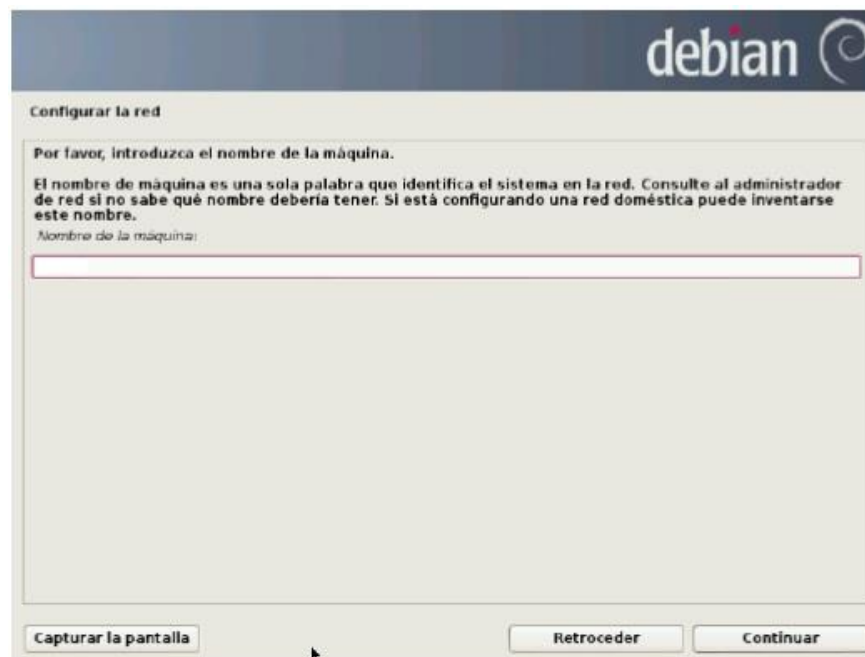 debian
Configurar la red
Por favor, introduzca el nombre de la máquina.
El nombre de máquina es una sola palabra que identifica el sistema en la red. Consulte al administrador
de red si no sabe qué nombre debería tener. Si está configurando una red doméstica puede inventarse
este nombre.
Nombre de la máquina:
Capturar la pantalla
Retroceder
Continuar